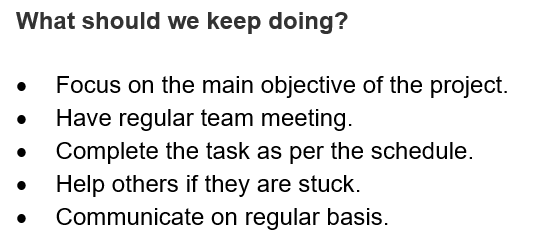 What should we keep doing?
• Focus on the main objective of the project.
• Have regular team meeting.
• Complete the task as per the schedule.
• Help others if they are stuck.
• Communicate on regular basis.